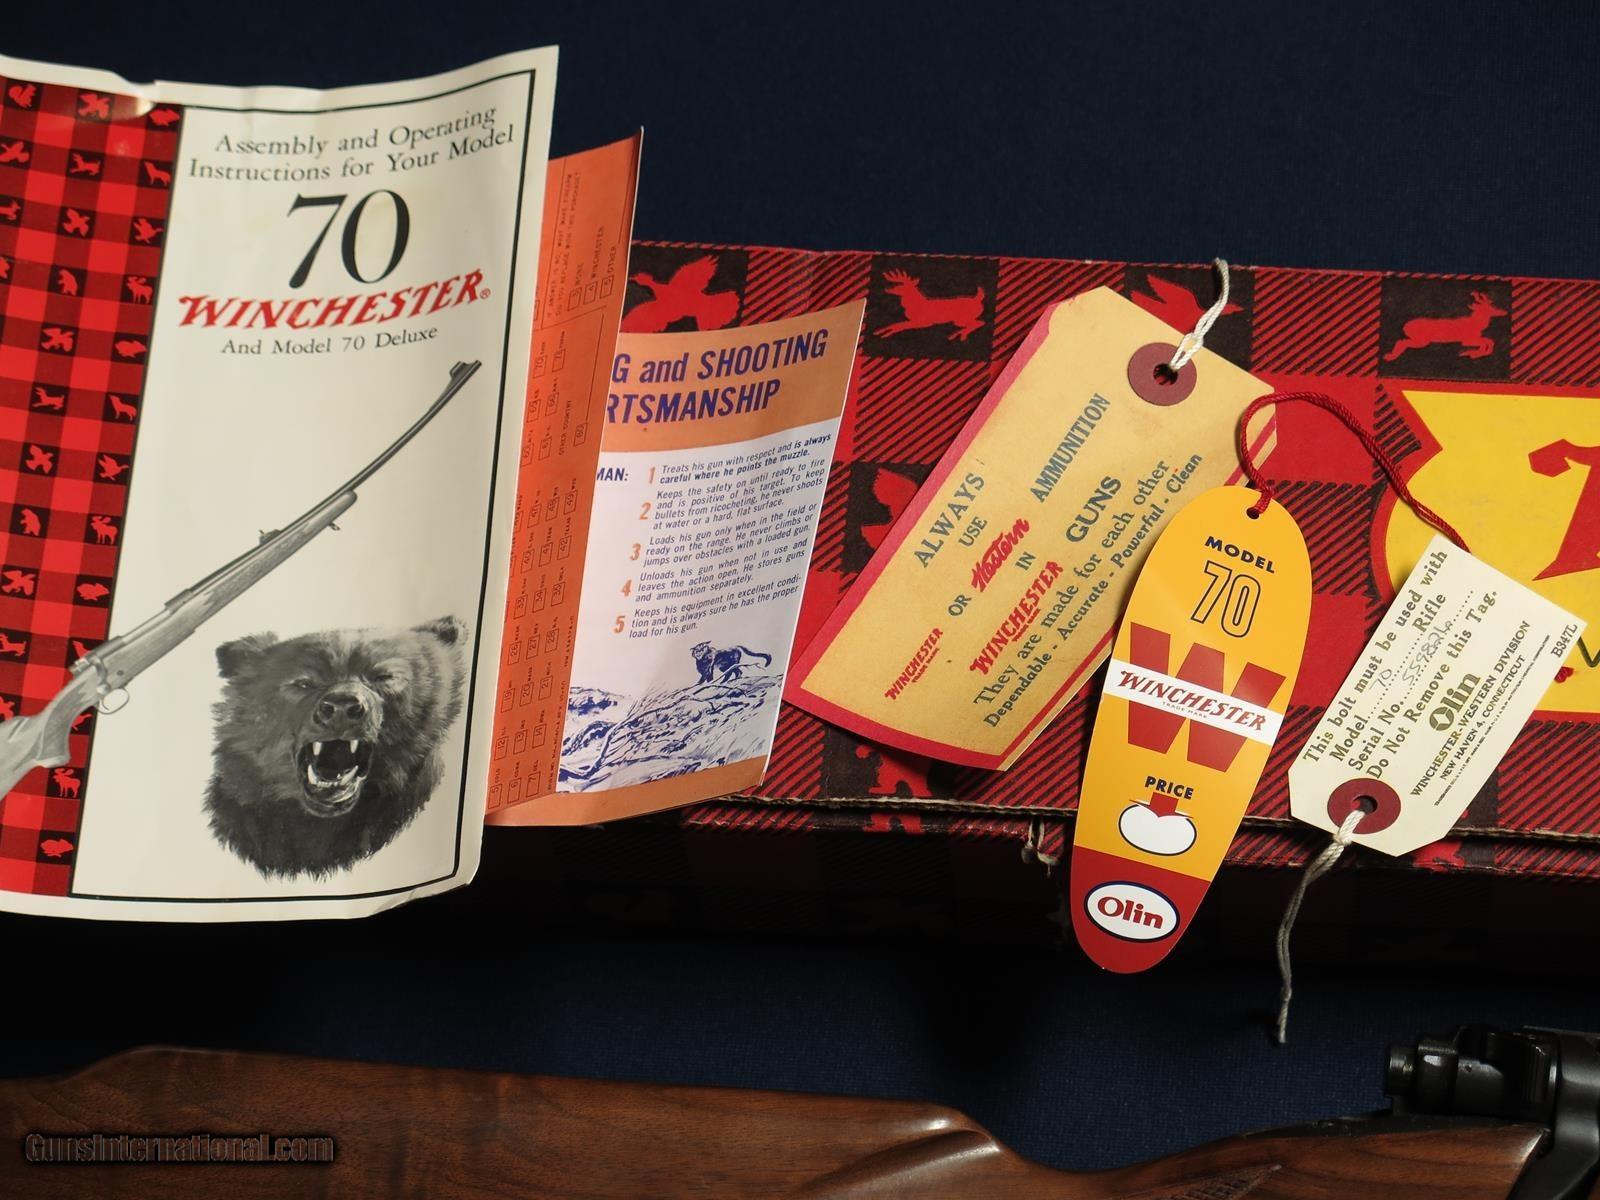 Assembly and Operating
Instructions for Your Model
70
WINCHESTER®
And Model 70 Deluxe
G and SHOOTING
RTSMANSHIP
MAN:
1 Treats his gun with respect and is always
careful where he points the muzzle.
2 Keeps the safety on until ready to fire
and is positive of his target. To keep
bullets from ricocheting, he never shoots
at water or a hard, flat surface.
3 Loads his gun only when in the field or
ready on the range. He never climbs or
jumps over obstacles with a loaded gun.
4 Unloads his gun when not in use and
leaves the action open. He stores guns
and ammunition separately.
5 Keeps his equipment in excellent condi-
tion and is always sure he has the proper
load for his gun.
ALWAYS
USE
WINCHESTER
TRADE MARK
OR Western AMMUNITION
IN
WINCHESTER GUNS
They are made for each other
Dependable - Accurate - Powerful - Clean
MODEL
70
W
WINCHESTER
TRADE MARK
PRICE
Olin
This bolt must be used with
Model 70 Rifle
Serial No.
Do Not Remove this Tag.
Olin
WINCHESTER-WESTERN DIVISION
NEW HAVEN 4, CONNECTICUT
B347L
GunsInternational.com